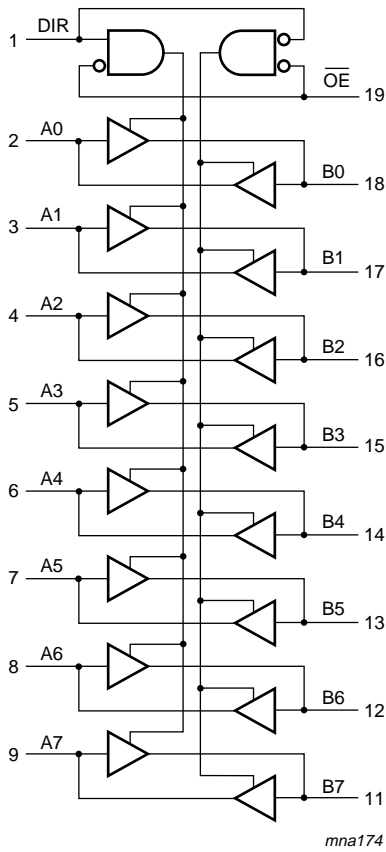 1 DIR
O̅E̅ 19
2 A0
B0 18
3 A1
B1 17
4 A2
B2 16
5 A3
B3 15
6 A4
B4 14
7 A5
B5 13
8 A6
B6 12
9 A7
B7 11
mna174